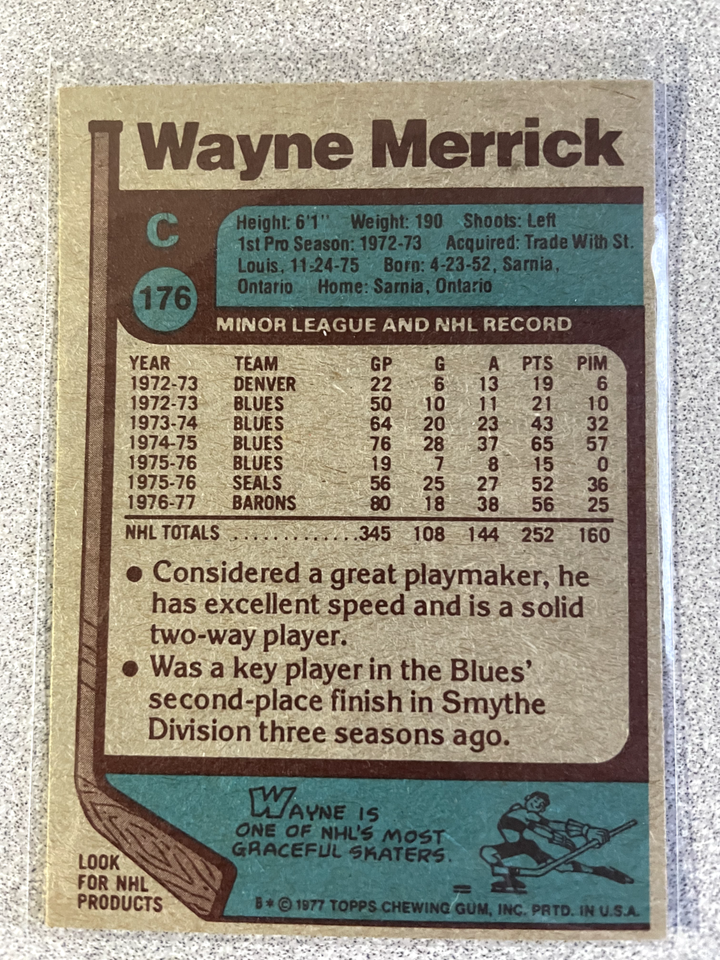 Wayne Merrick
C
176
Height: 6'1" Weight: 190 Shoots: Left
1st Pro Season: 1972-73 Acquired: Trade With St.
Louis, 11-24-75 Born: 4-23-52, Sarnia,
Ontario Home: Sarnia, Ontario
MINOR LEAGUE AND NHL RECORD
YEAR TEAM GP G A PTS PIM
1972-73 DENVER 22 6 13 19 6
1972-73 BLUES 50 10 11 21 10
1973-74 BLUES 64 20 23 43 32
1974-75 BLUES 76 28 37 65 57
1975-76 BLUES 19 7 8 15 0
1975-76 SEALS 56 25 27 52 36
1976-77 BARONS 80 18 38 56 25
NHL TOTALS .............345 108 144 252 160
● Considered a great playmaker, he
has excellent speed and is a solid
two-way player.
● Was a key player in the Blues'
second-place finish in Smythe
Division three seasons ago.
WAYNE IS
ONE OF NHL'S MOST
GRACEFUL SKATERS.
LOOK
FOR NHL
PRODUCTS
B * © 1977 TOPPS CHEWING GUM, INC. PRTD. IN U.S.A.